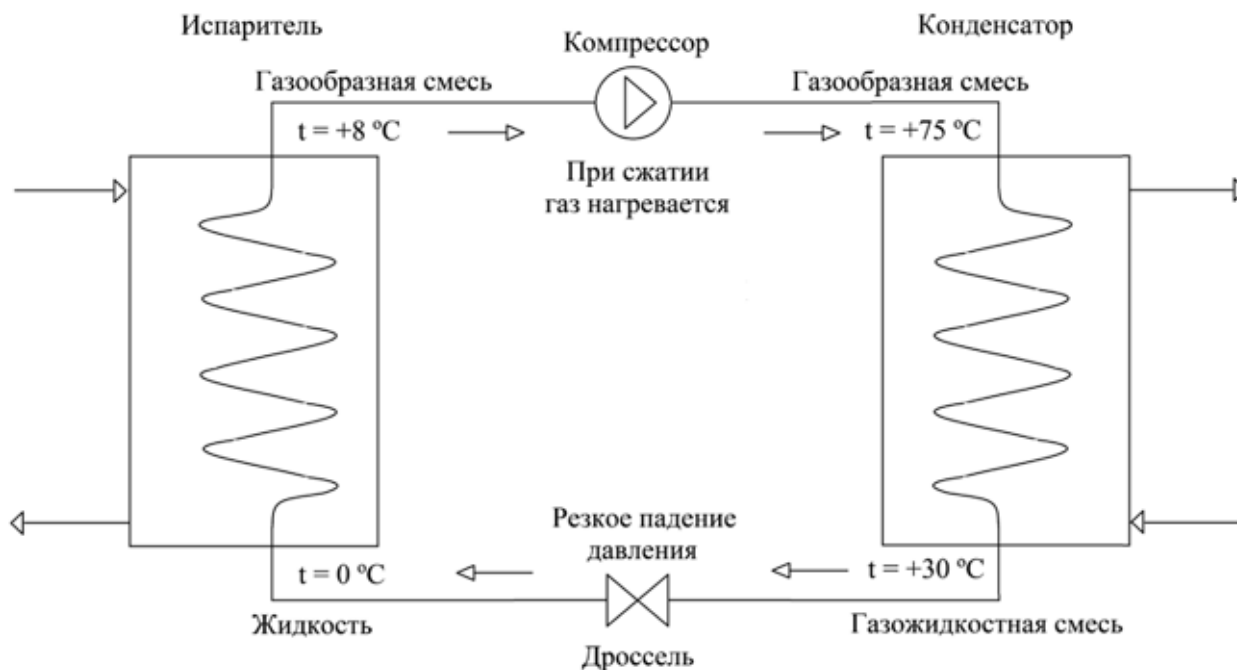 Испаритель
Компрессор
Конденсатор
Газообразная смесь
Газообразная смесь
t = +8 ºC
t = +75 ºC
При сжатии
газ нагревается
Резкое падение
давления
t = 0 ºC
t = +30 ºC
Жидкость
Газожидкостная смесь
Дроссель